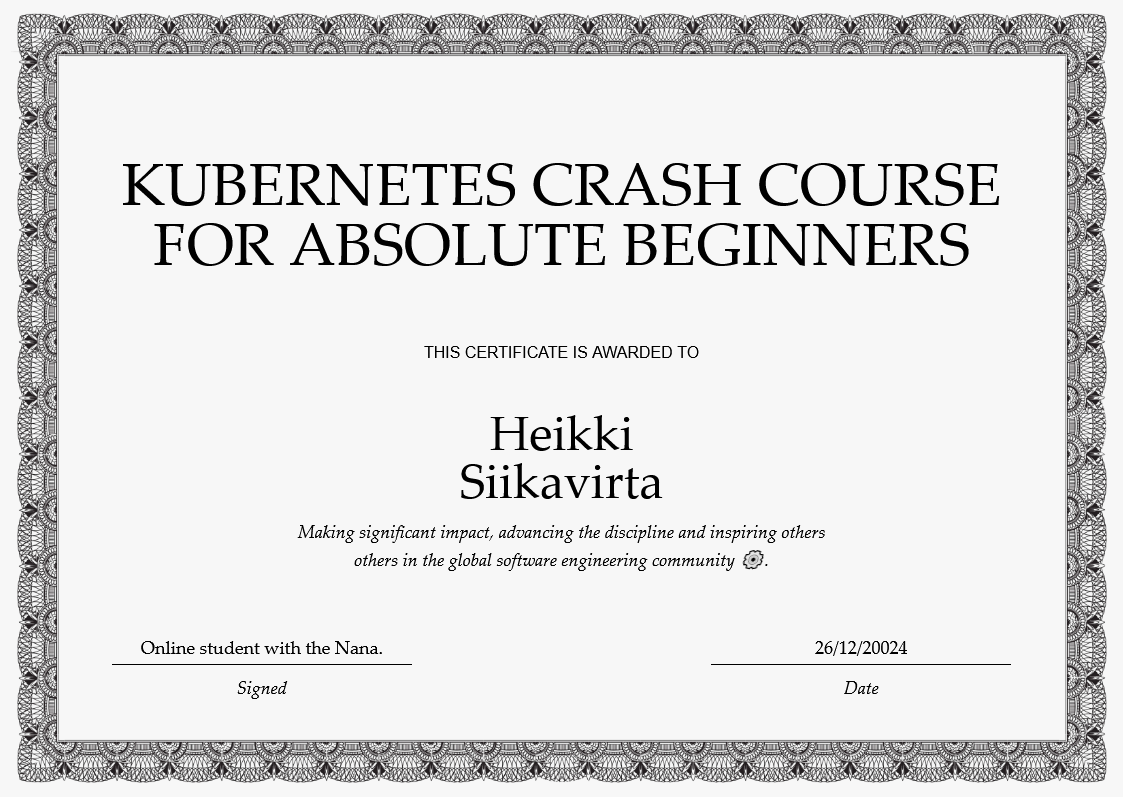 KUBERNETES CRASH COURSE
FOR ABSOLUTE BEGINNERS
THIS CERTIFICATE IS AWARDED TO
Heikki
Siikavirta
Making significant impact, advancing the discipline and inspiring others
others in the global software engineering community .
Online student with the Nana.
Signed
26/12/20024
Date